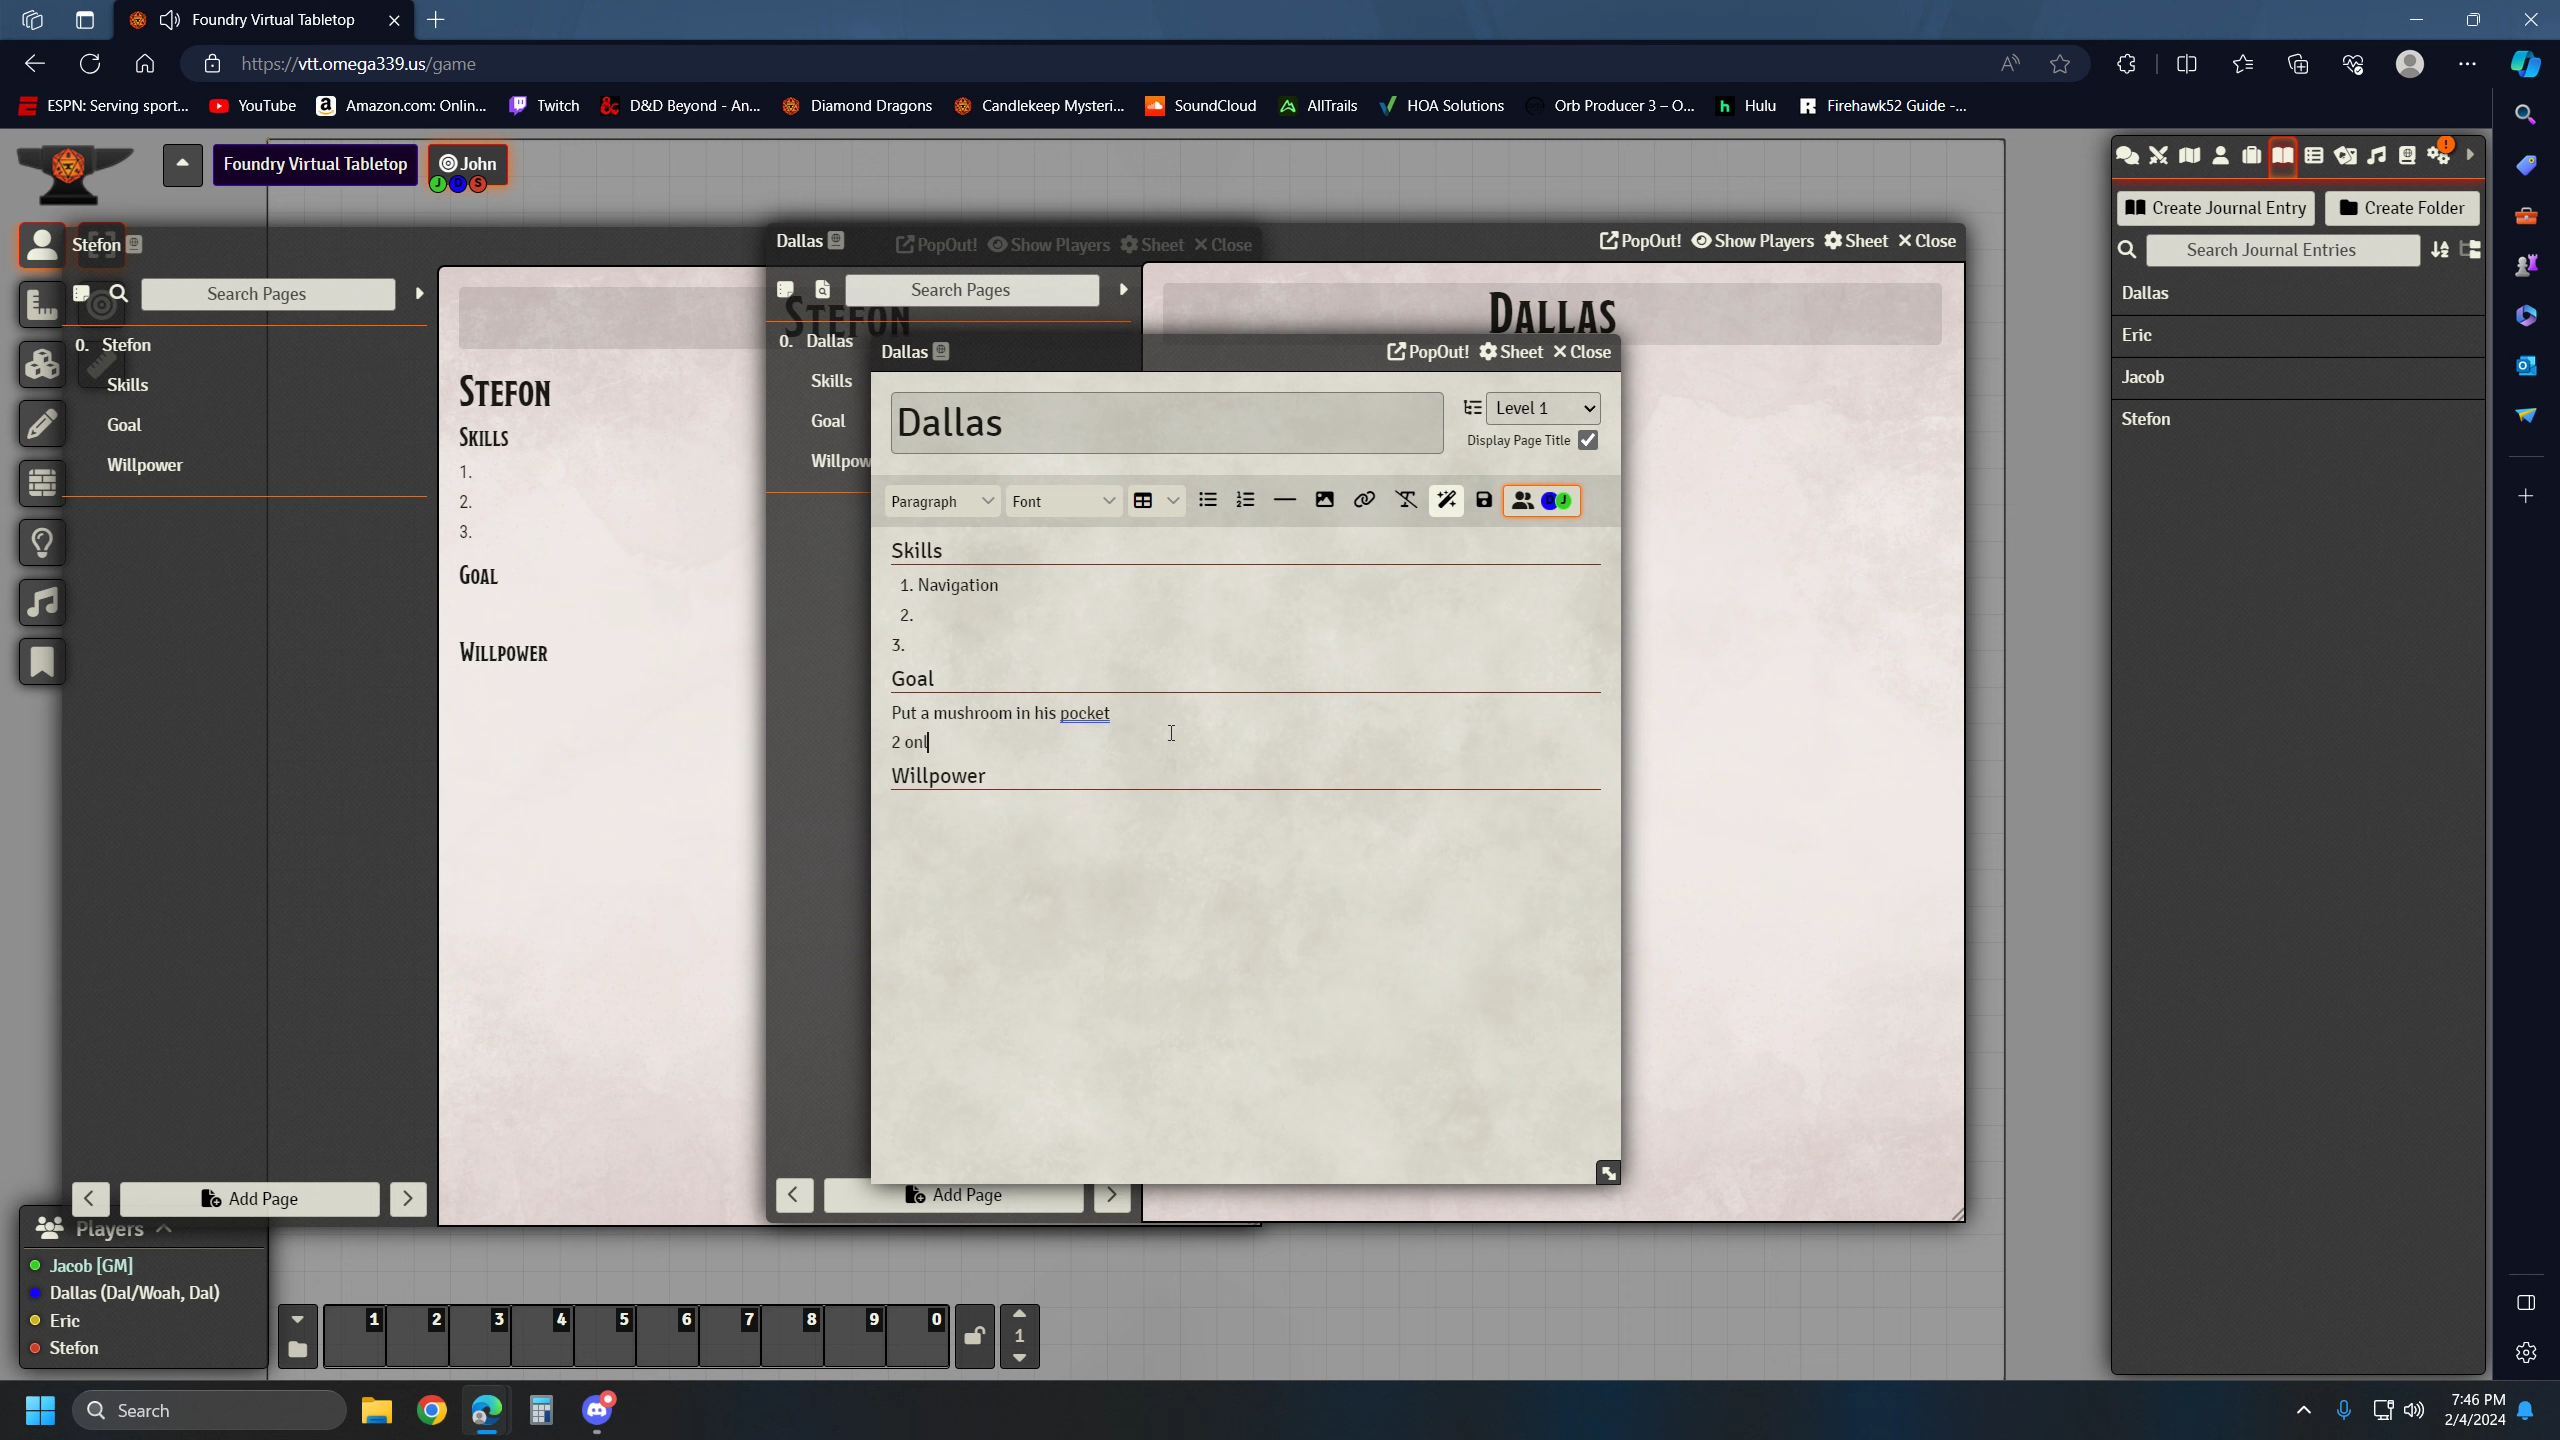 Foundry Virtual Tabletop
https://vtt.omega339.us/game
ESPN: Serving sport... YouTube Amazon.com: Onlin... Twitch D&D Beyond - An... Diamond Dragons Candlekeep Mysteri... SoundCloud AllTrails HOA Solutions Orb Producer 3 – O... Hulu Firehawk52 Guide -...
Foundry Virtual Tabletop John
J D S
Create Journal Entry Create Folder
Search Journal Entries
Dallas
Eric
Jacob
Stefon
Stefon PopOut! Show Players Sheet Close
Search Pages
0. Stefon
Skills
Goal
Willpower
Add Page
Stefon
Stefon
Skills
1.
2.
3.
Goal
Willpower
Dallas PopOut! Show Players Sheet Close
Search Pages
0. Dallas
Skills
Goal
Willpow
Add Page
Dallas
Dallas PopOut! Sheet Close
Dallas
Level 1
Display Page Title
Paragraph Font D J
Skills
1. Navigation
2.
3.
Goal
Put a mushroom in his pocket
2 onl
Willpower
Players
Jacob [GM]
Dallas (Dal/Woah, Dal)
Eric
Stefon
1 2 3 4 5 6 7 8 9 0
1
Search
7:46 PM
2/4/2024